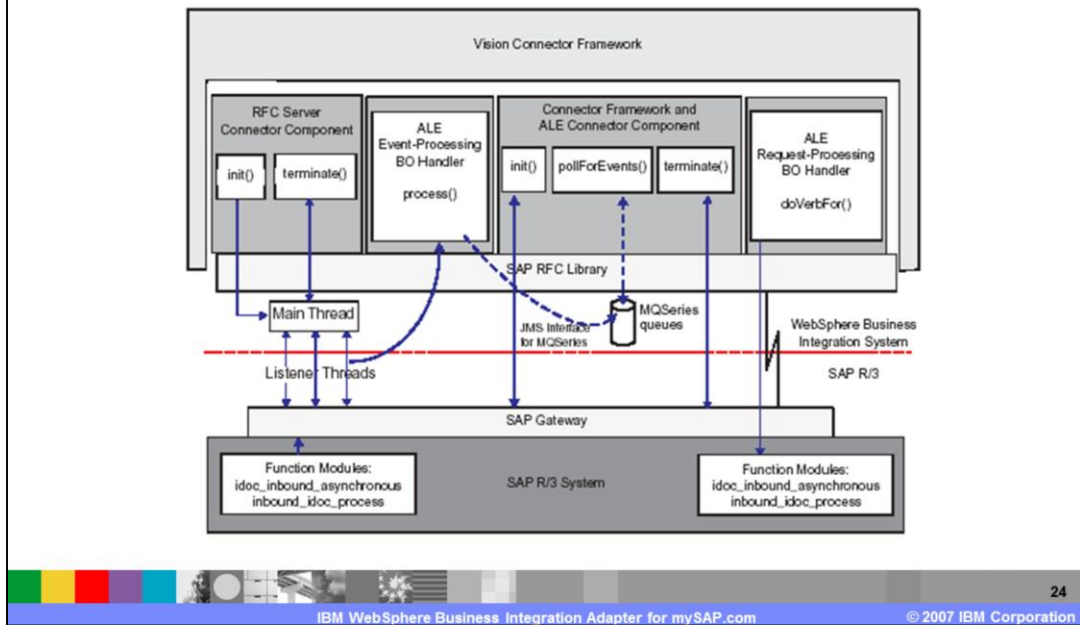 Vision Connector Framework
RFC Server
Connector Component
init()
terminate()
ALE
Event-Processing
BO Handler
process()
Connector Framework and
ALE Connector Component
init()
pollForEvents()
terminate()
ALE
Request-Processing
BO Handler
doVerbFor()
SAP RFC Library
Main Thread
JMS Interface
for MQSeries
MQSeries
queues
WebSphere Business
Integration System
Listener Threads
SAP R/3
SAP Gateway
Function Modules:
idoc_inbound_asynchronous
inbound_idoc_process
SAP R/3 System
Function Modules:
idoc_inbound_asynchronous
inbound_idoc_process
24
IBM WebSphere Business Integration Adapter for mySAP.com
© 2007 IBM Corporation